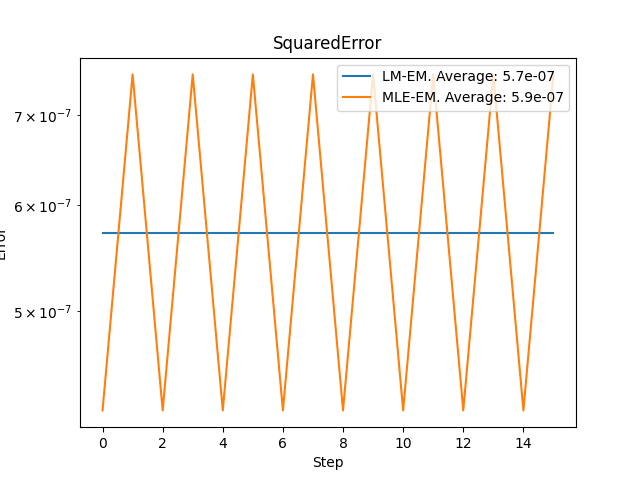 SquaredError
LM-EM. Average: 5.7e-07
MLE-EM. Average: 5.9e-07
7 × 10⁻⁷
6 × 10⁻⁷
5 × 10⁻⁷
Error
0 2 4 6 8 10 12 14
Step